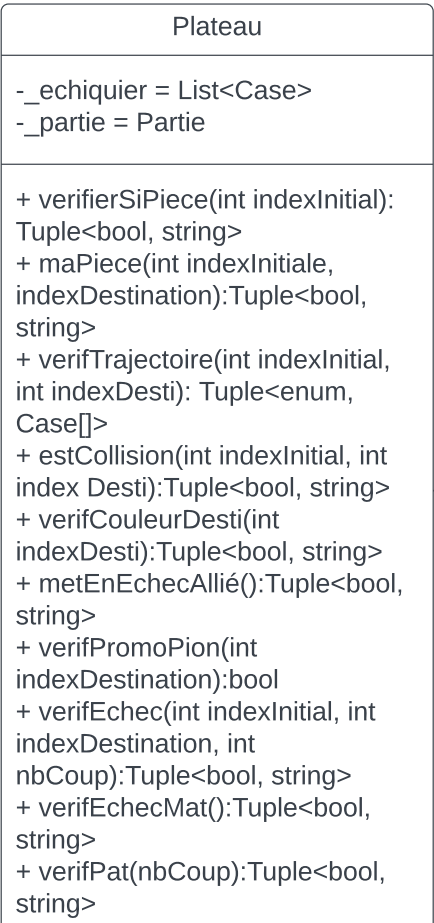 Plateau
-_echiquier = List<Case>
-_partie = Partie
+ verifierSiPiece(int indexInitial):
Tuple<bool, string>
+ maPiece(int indexInitiale,
indexDestination):Tuple<bool,
string>
+ verifTrajectoire(int indexInitial,
int indexDesti): Tuple<enum,
Case[]>
+ estCollision(int indexInitial, int
index Desti):Tuple<bool, string>
+ verifCouleurDesti(int
indexDesti):Tuple<bool, string>
+ metEnEchecAllié():Tuple<bool,
string>
+ verifPromoPion(int
indexDestination):bool
+ verifEchec(int indexInitial, int
indexDestination, int
nbCoup):Tuple<bool, string>
+ verifEchecMat():Tuple<bool,
string>
+ verifPat(nbCoup):Tuple<bool,
string>